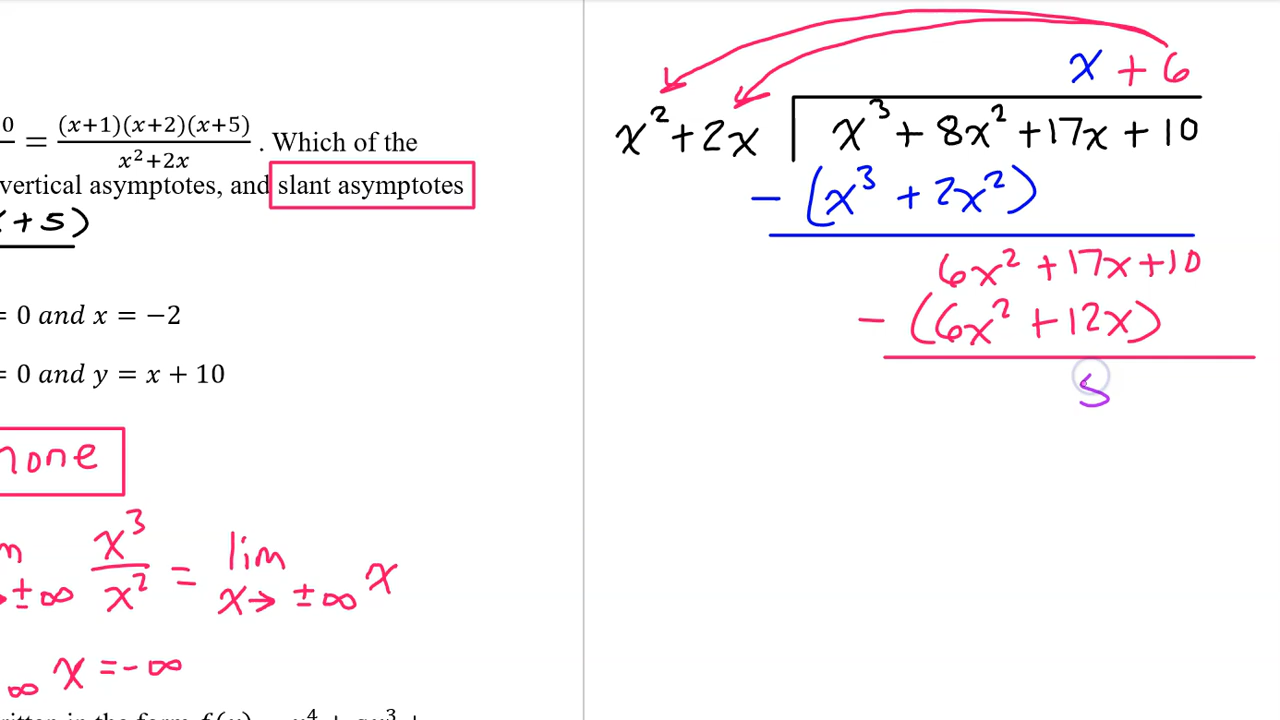 0 = (x+1)(x+2)(x+5) / x²+2x . Which of the
vertical asymptotes, and slant asymptotes
+5)
= 0 and x = −2
= 0 and y = x + 10
none
x³/x² = lim x
± ∞ x→ ± ∞
∞ x = - ∞
x + 6
x² + 2x x³ + 8x² + 17x + 10
- (x³ + 2x²)
6x² + 17x + 10
- (6x² + 12x)
5